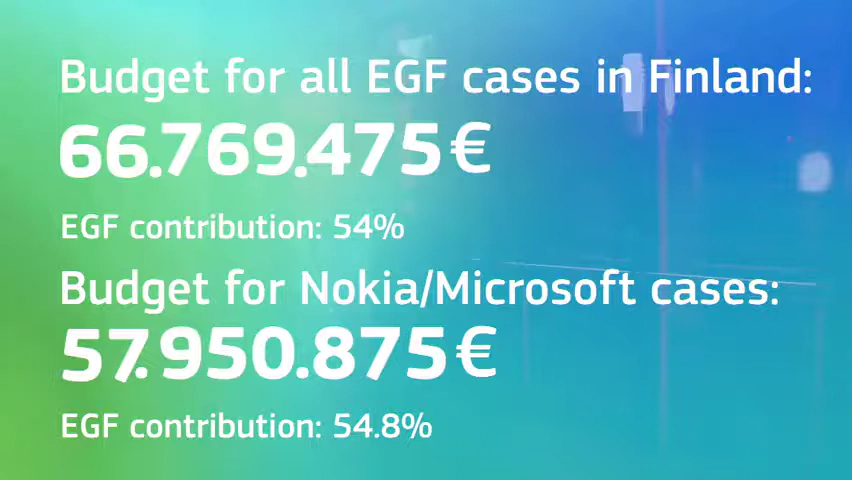 Budget for all EGF cases in Finland:
66.769.475€
EGF contribution: 54%
Budget for Nokia/Microsoft cases:
57.950.875€
EGF contribution: 54.8%